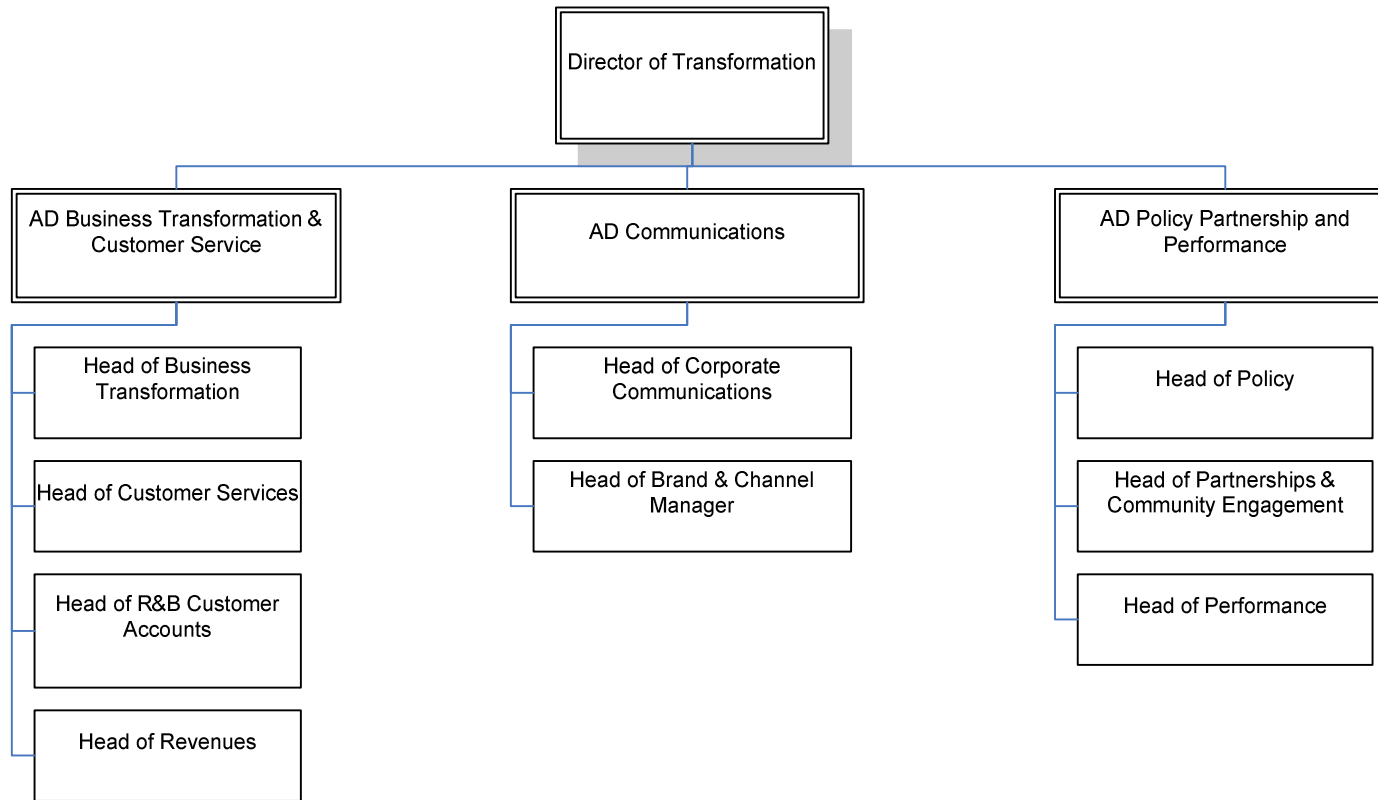 Director of Transformation
AD Business Transformation &
Customer Service
AD Communications
AD Policy Partnership and
Performance
Head of Business
Transformation
Head of Corporate
Communications
Head of Policy
Head of Customer Services
Head of Brand & Channel
Manager
Head of Partnerships &
Community Engagement
Head of R&B Customer
Accounts
Head of Performance
Head of Revenues